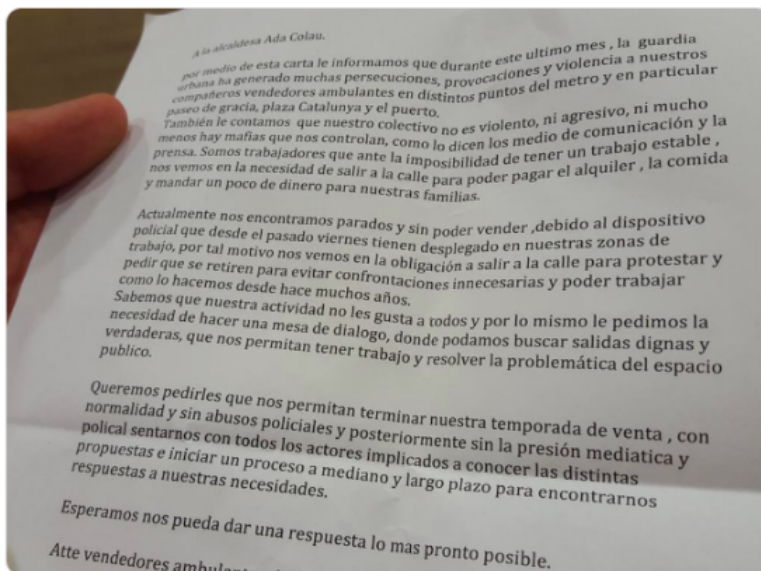 A la alcaldesa Ada Colau.
por medio de esta carta le informamos que durante este ultimo mes , la guardia
urbana ha generado muchas persecuciones, provocaciones y violencia a nuestros
compañeros vendedores ambulantes en distintos puntos del metro y en particular
paseo de gracia, plaza Catalunya y el puerto.
También le contamos que nuestro colectivo no es violento, ni agresivo, ni mucho
menos hay mafias que nos controlan, como lo dicen los medio de comunicación y la
prensa. Somos trabajadores que ante la imposibilidad de tener un trabajo estable ,
nos vemos en la necesidad de salir a la calle para poder pagar el alquiler , la comida
y mandar un poco de dinero para nuestras familias.
Actualmente nos encontramos parados y sin poder vender ,debido al dispositivo
policial que desde el pasado viernes tienen desplegado en nuestras zonas de
trabajo, por tal motivo nos vemos en la obligación a salir a la calle para protestar y
pedir que se retiren para evitar confrontaciones innecesarias y poder trabajar
como lo hacemos desde hace muchos años.
Sabemos que nuestra actividad no les gusta a todos y por lo mismo le pedimos la
necesidad de hacer una mesa de dialogo, donde podamos buscar salidas dignas y
verdaderas, que nos permitan tener trabajo y resolver la problemática del espacio
publico.
Queremos pedirles que nos permitan terminar nuestra temporada de venta , con
normalidad y sin abusos policiales y posteriormente sin la presión mediatica y
polical sentarnos con todos los actores implicados a conocer las distintas
propuestas e iniciar un proceso a mediano y largo plazo para encontrarnos
respuestas a nuestras necesidades.
Esperamos nos pueda dar una respuesta lo mas pronto posible.
Atte vendedores